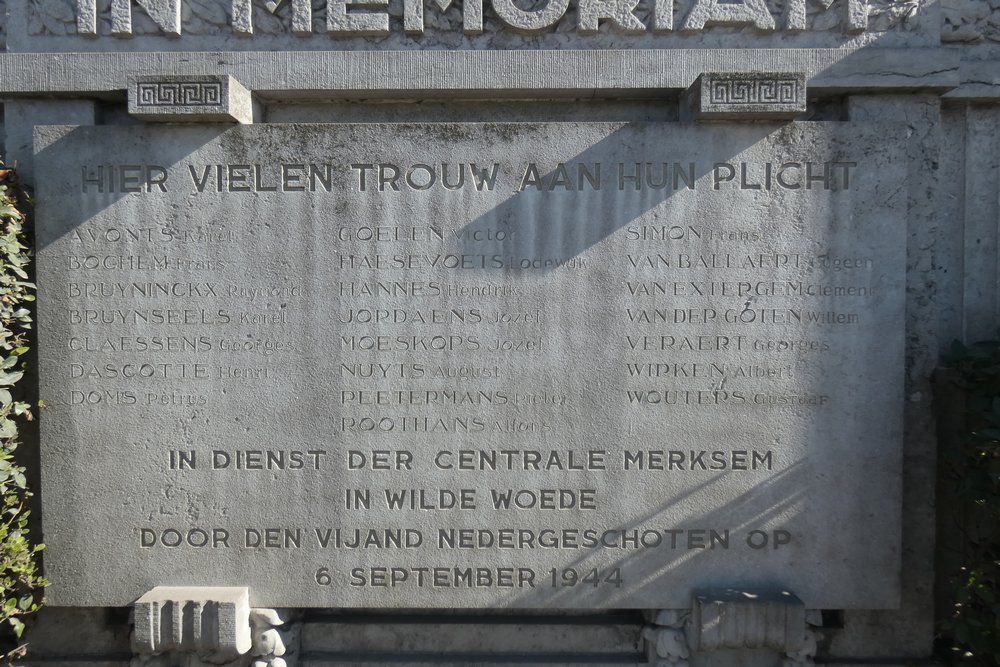 IN MEMORIAM
HIER VIELEN TROUW AAN HUN PLICHT
AVONTS Karel
BOCHEM Frans
BRUYNINCKX Raymond
BRUYNSEELS Karel
CLAESSENS Georges
DASCOTTE Henri
DOMS Petrus
GOELEN Victor
HAESEVOETS Lodewijk
HANNES Hendrik
JORDAENS Jozef
MOESKOPS Jozef
NUYTS August
PEETERMANS Pieter
ROOTHANS Alfons
SIMON Frans
VAN BALLAERT Eugeen
VAN EXTERGEM Clement
VAN DER GOTEN Willem
VERAERT Georges
WIRKEN Albert
WOUTERS Gustaaf
IN DIENST DER CENTRALE MERKSEM
IN WILDE WOEDE
DOOR DEN VIJAND NEDERGESCHOTEN OP
6 SEPTEMBER 1944